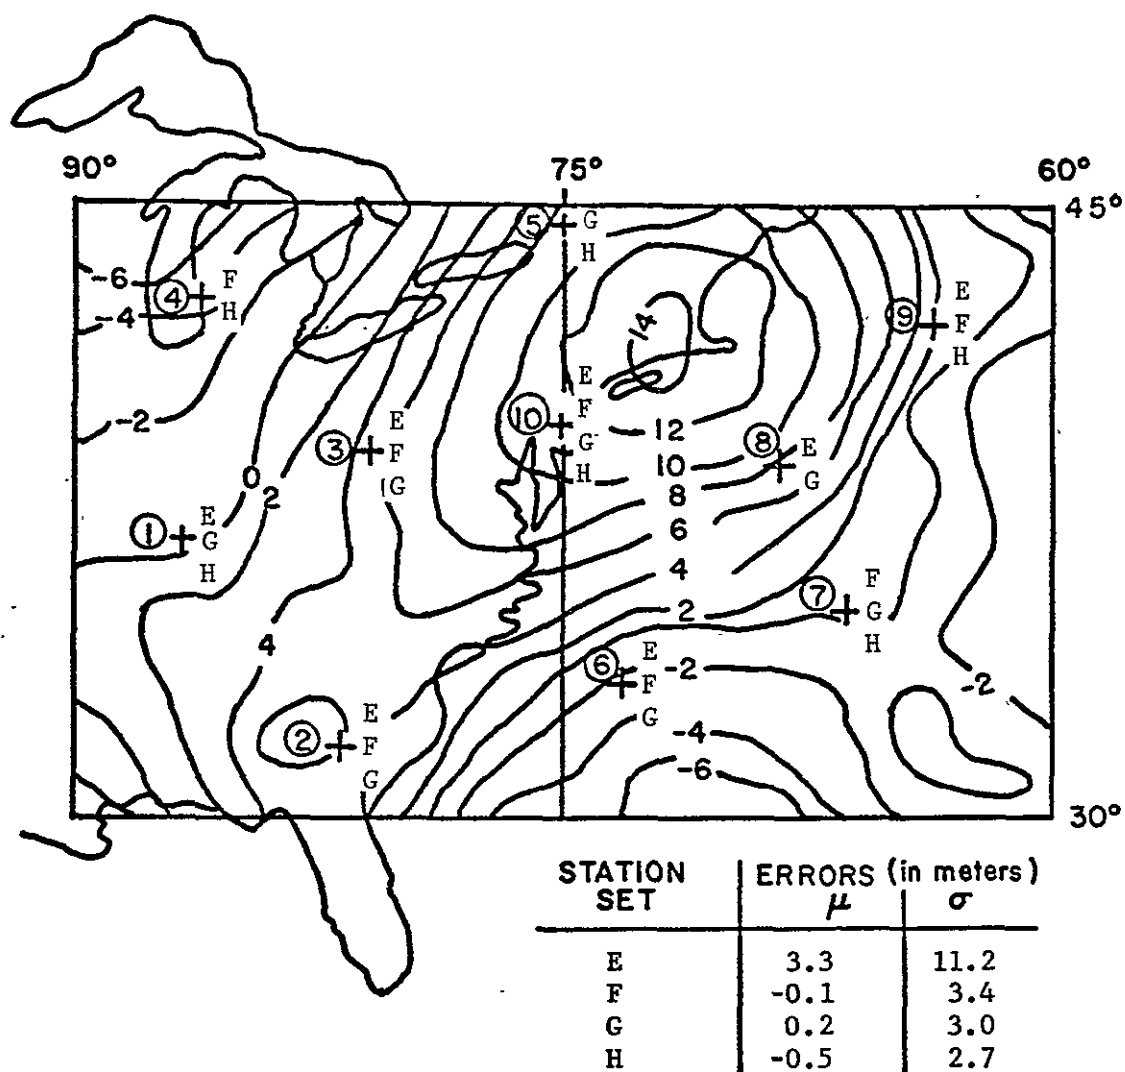 90° 75° 60°
45°
5 G
H
-6
4 F
H
-4
14
9 E
F
H
-2
10 E
F
G
H
12
10
8
6
4
2
3 E
F
G
8 E
G
0
2
1 E
G
H
7 F
G
H
4
6 E
F
G
-2
-2
-4
-6
2 E
F
G
30°
STATION SET ERRORS (in meters)
μ σ
E 3.3 11.2
F -0.1 3.4
G 0.2 3.0
H -0.5 2.7